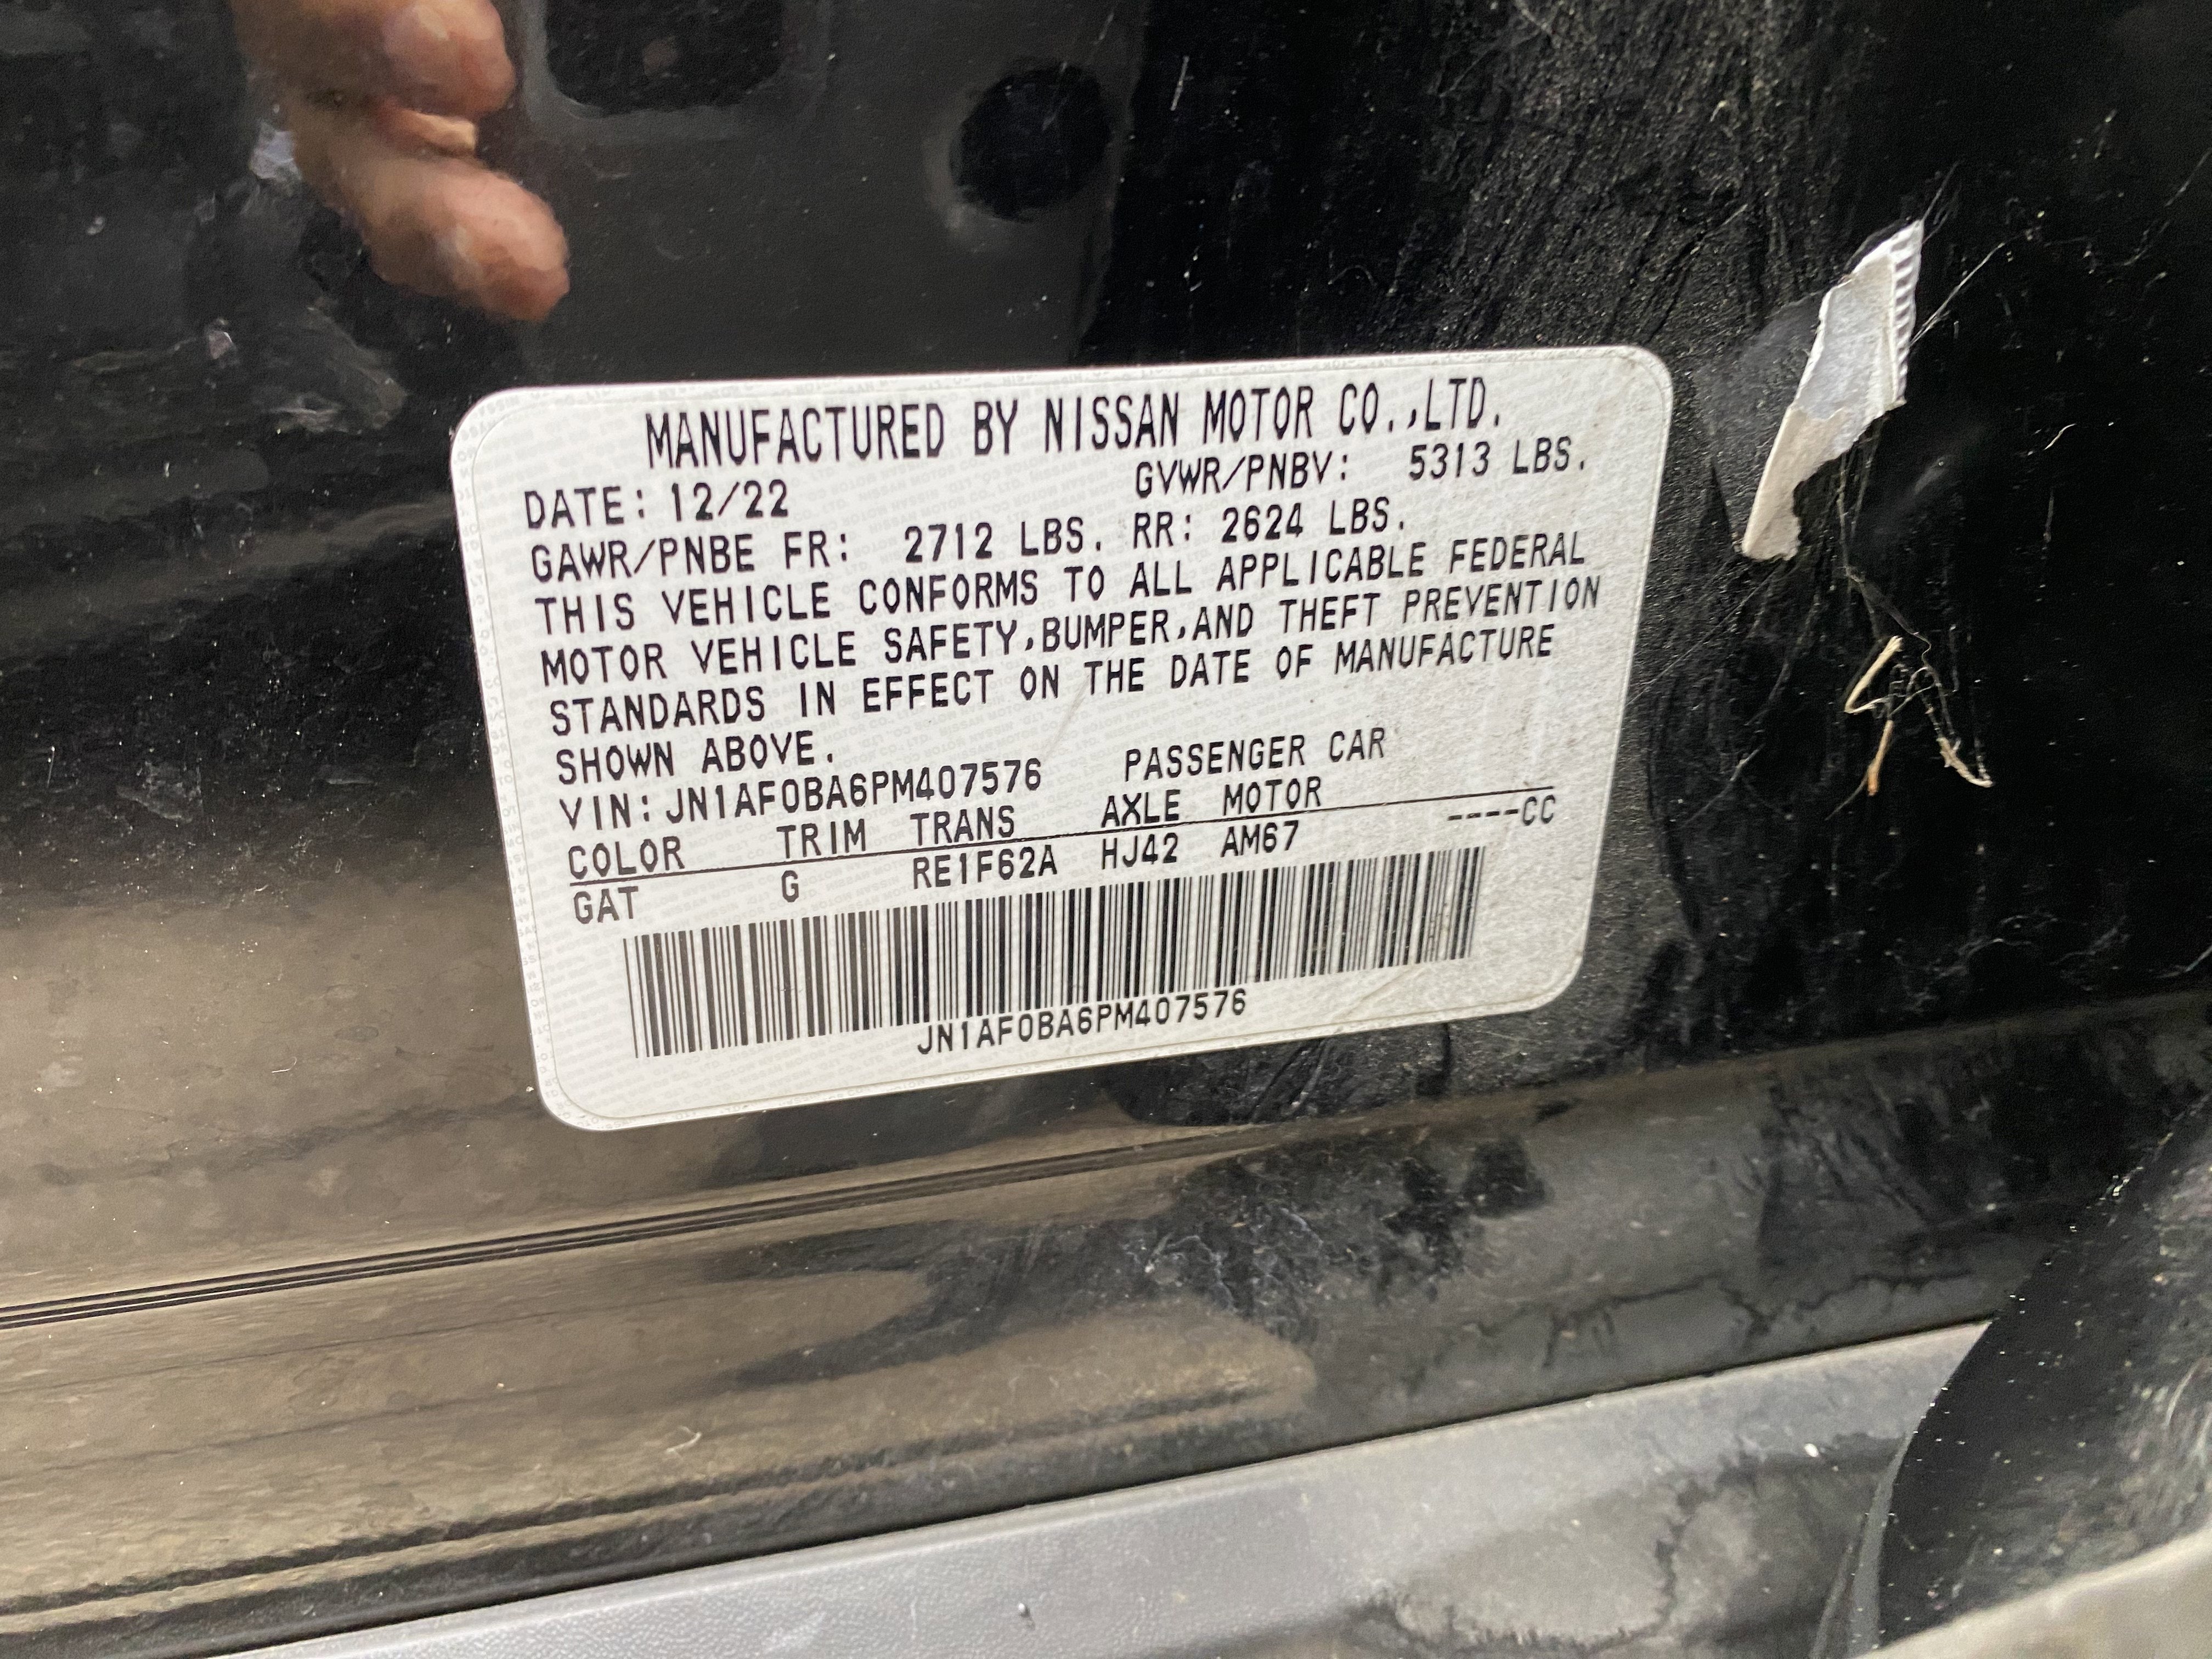 MANUFACTURED BY NISSAN MOTOR CO.,LTD.
DATE: 12/22 GVWR/PNBV: 5313 LBS.
GAWR/PNBE FR: 2712 LBS. RR: 2624 LBS.
THIS VEHICLE CONFORMS TO ALL APPLICABLE FEDERAL
MOTOR VEHICLE SAFETY,BUMPER,AND THEFT PREVENTION
STANDARDS IN EFFECT ON THE DATE OF MANUFACTURE
SHOWN ABOVE.
VIN: JN1AF0BA6PM407576 PASSENGER CAR
COLOR TRIM TRANS AXLE MOTOR
GAT G RE1F62A HJ42 AM67 ----CC
JN1AF0BA6PM407576